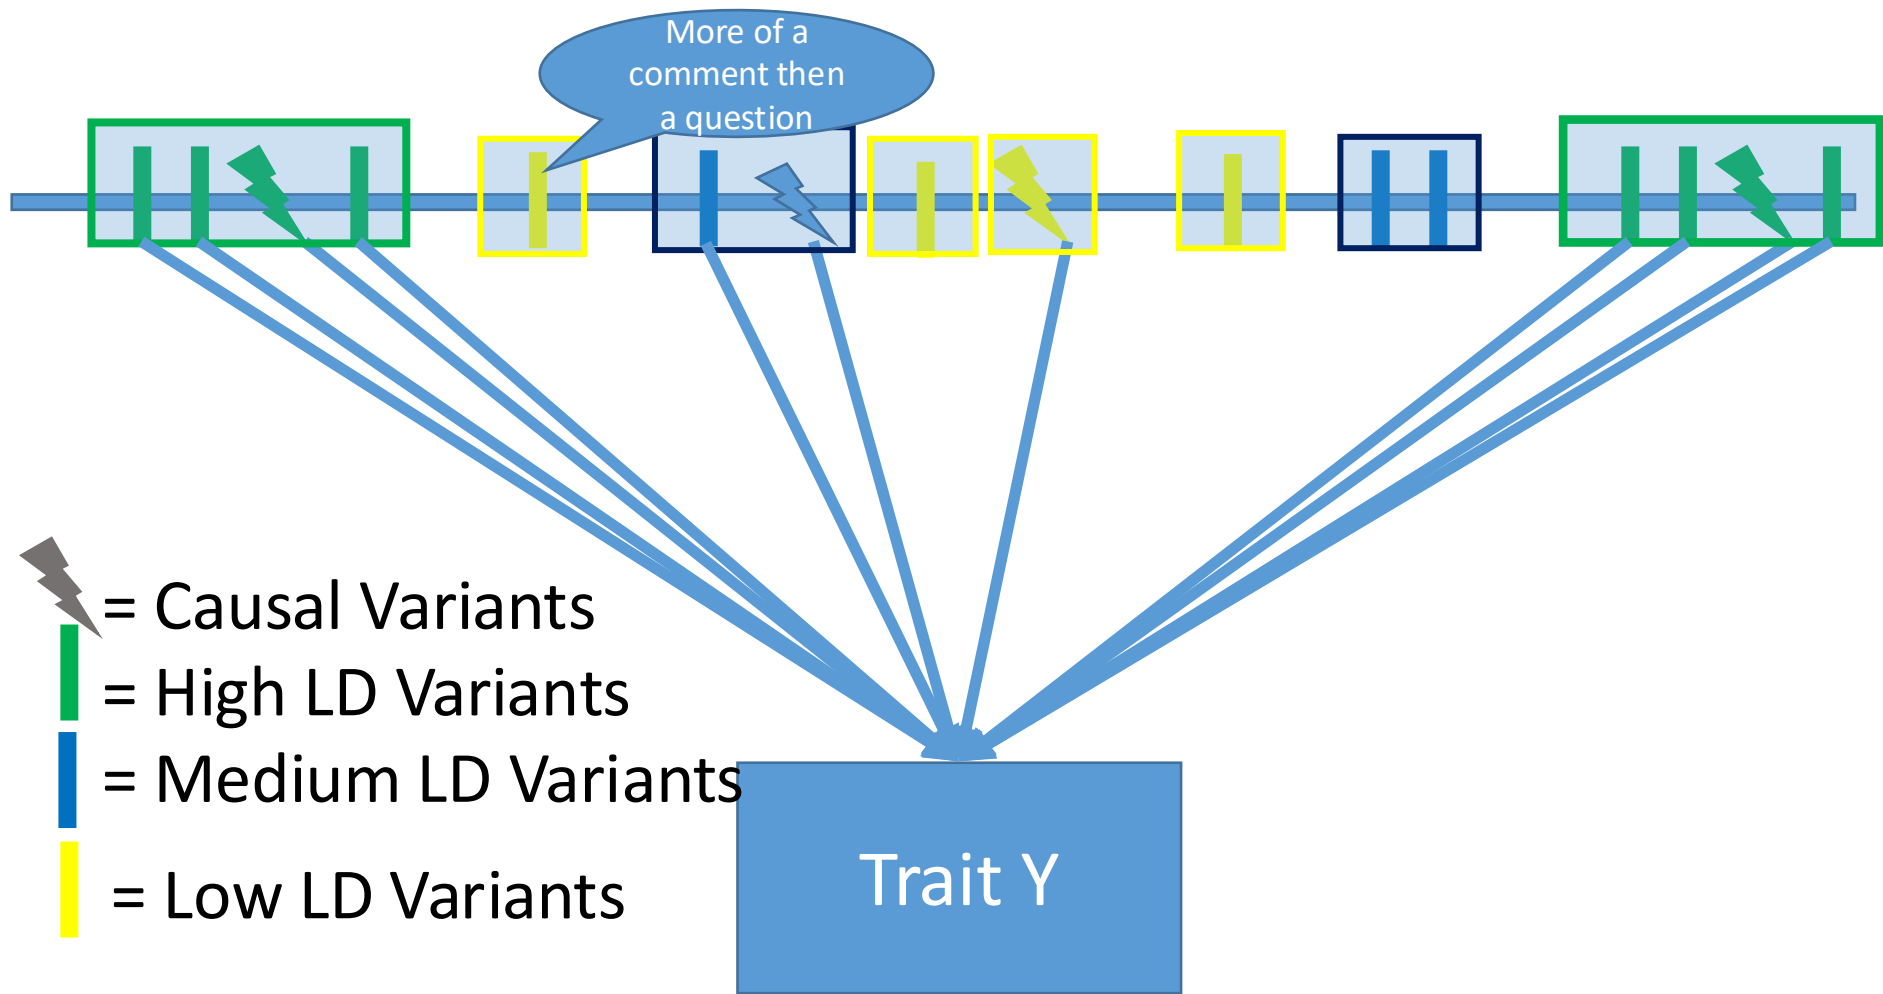 More of a
comment then
a question
= Causal Variants
= High LD Variants
= Medium LD Variants
= Low LD Variants
Trait Y